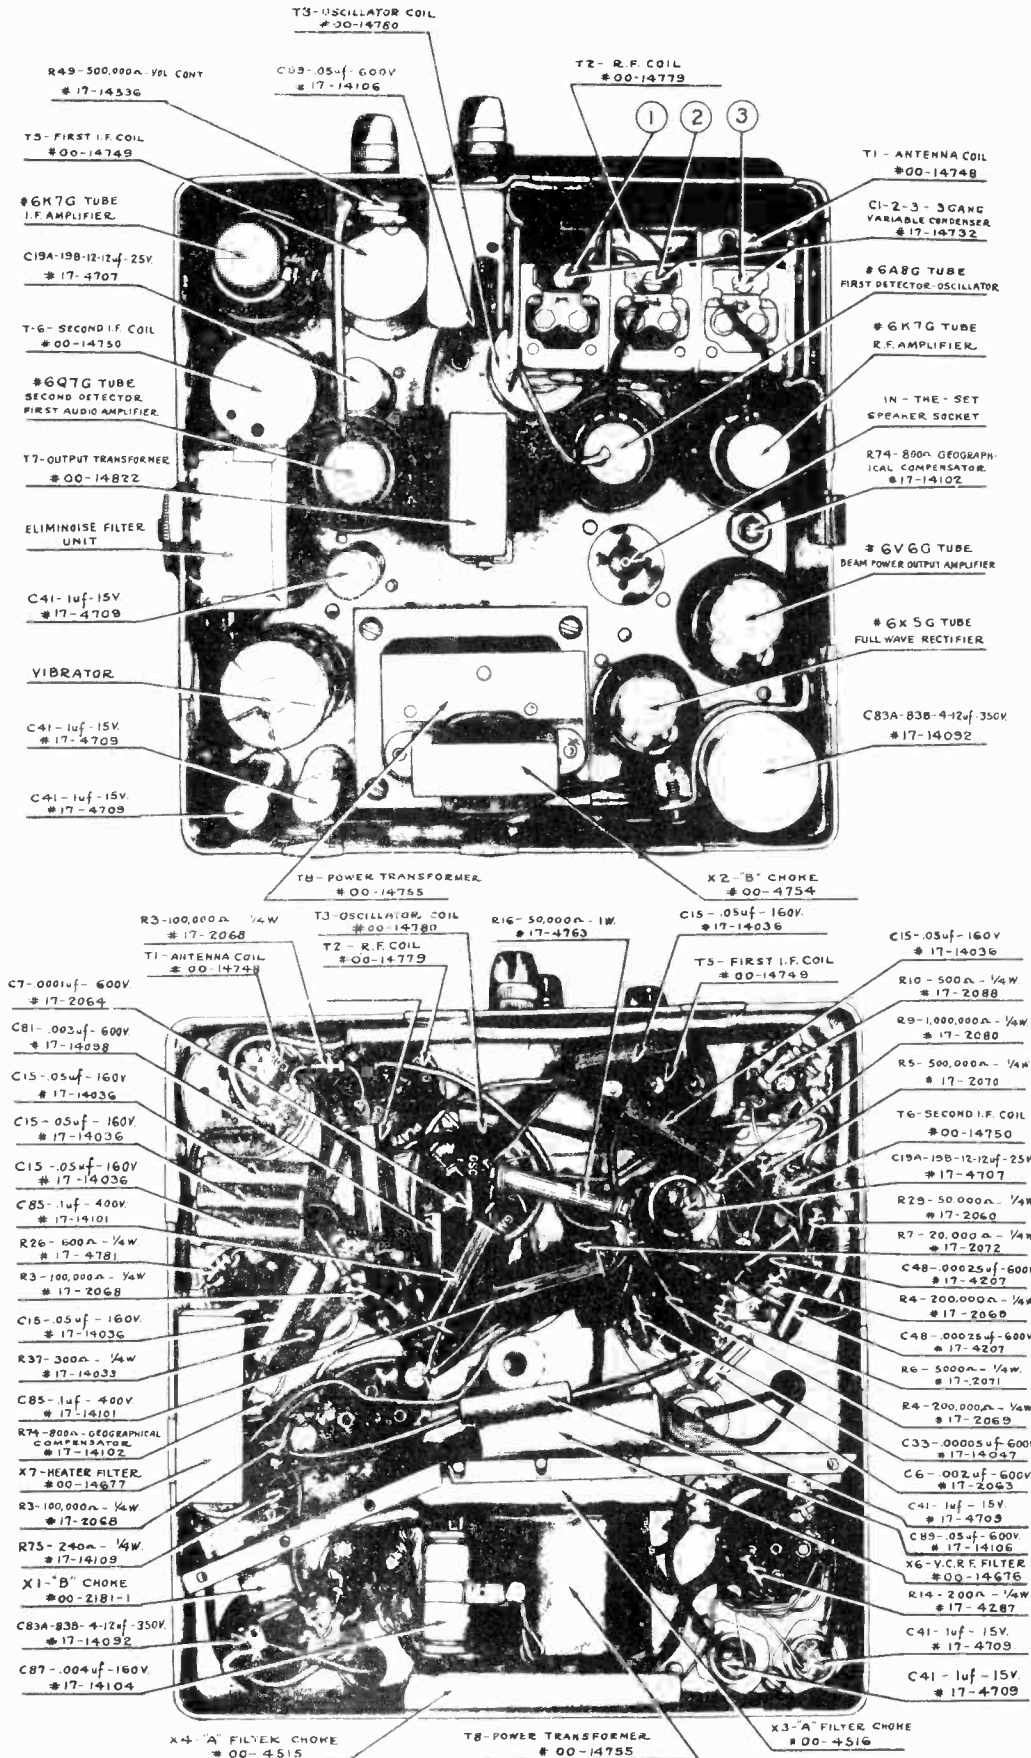 T3-OSCILLATOR COIL
#00-14780
R49-500,000Ω-VOL CONT
#17-14536
C89-.05uf-600V
#17-14106
T2-R.F. COIL
#00-14779
1 2 3
T5-FIRST I.F. COIL
#00-14749
T1-ANTENNA COIL
#00-14748
#6K7G TUBE
I.F. AMPLIFIER
C1-2-3-3GANG
VARIABLE CONDENSER
#17-14732
C19A-19B-12-12uf-25V.
#17-4707
#6A8G TUBE
FIRST DETECTOR-OSCILLATOR
T-6-SECOND I.F. COIL
#00-14750
#6K7G TUBE
R.F. AMPLIFIER
#6Q7G TUBE
SECOND DETECTOR
FIRST AUDIO AMPLIFIER
IN-THE-SET
SPEAKER SOCKET
T7-OUTPUT TRANSFORMER
#00-14822
R74-800Ω GEOGRAPH-
ICAL COMPENSATOR
#17-14102
ELIMINOISE FILTER
UNIT
#6V6G TUBE
BEAM POWER OUTPUT AMPLIFIER
C41-1uf-15V.
#17-4709
#6X5G TUBE
FULL WAVE RECTIFIER
VIBRATOR
C83A-83B-4-12uf-350V.
#17-14092
C41-1uf-15V.
#17-4709
C41-1uf-15V.
#17-4709
T8-POWER TRANSFORMER
#00-14755
X2-"B" CHOKE
#00-4754
R3-100,000Ω ¼W
#17-2068
T3-OSCILLATOR COIL
#00-14780
R16-50,000Ω-1W.
#17-4763
C15-.05uf-160V.
#17-14036
T1-ANTENNA COIL
#00-14748
T2-R.F. COIL
#00-14779
T5-FIRST I.F. COIL
#00-14749
C15-.05uf-160V
#17-14036
C7-.0001uf-600V.
#17-2064
R10-500Ω-¼W.
#17-2088
C81-.003uf-600V.
#17-14098
R9-1,000,000Ω-¼W.
#17-2080
C15-.05uf-160V
#17-14036
R5-500,000Ω-¼W
#17-2070
C15-.05uf-160V
#17-14036
T6-SECOND I.F. COIL
#00-14750
C15-.05uf-160V
#17-14036
C19A-19B-12-12uf-25V.
#17-4707
C85-.1uf-400V.
#17-14101
R29-50,000Ω-¼W.
#17-2060
R26-600Ω-¼W.
#17-4781
R7-20,000Ω-¼W
#17-2072
R3-100,000Ω-¼W
#17-2068
C48-.00025uf-600V
#17-4207
C15-.05uf-160V.
#17-14036
R4-200,000Ω-¼W.
#17-2069
R37-300Ω-¼W
#17-14033
C48-.00025uf-600V.
#17-4207
C85-.1uf-400V.
#17-14101
R6-5000Ω-¼W
#17-2071
R74-800Ω-GEOGRAPHICAL
COMPENSATOR
#17-14102
R4-200,000Ω-¼W
#17-2069
X7-HEATER FILTER
#00-14677
C33-.00005uf-600V
#17-14047
R3-100,000Ω-¼W.
#17-2068
C6-.002uf-600V
#17-2063
R75-240Ω-¼W.
#17-14109
C41-1uf-15V.
#17-4709
X1-"B" CHOKE
#00-2181-1
C89-.05uf-600V.
#17-14106
C83A-83B-4-12uf-350V.
#17-14092
X6-V.C.R.F. FILTER
#00-14676
C87-.004uf-160V.
#17-14104
R14-200Ω-¼W
#17-4287
C41-1uf-15V.
#17-4709
C41-1uf-15V.
#17-4709
X4-"A" FILTER CHOKE
#00-4515
T8-POWER TRANSFORMER
#00-14755
X3-"A" FILTER CHOKE
#00-4516